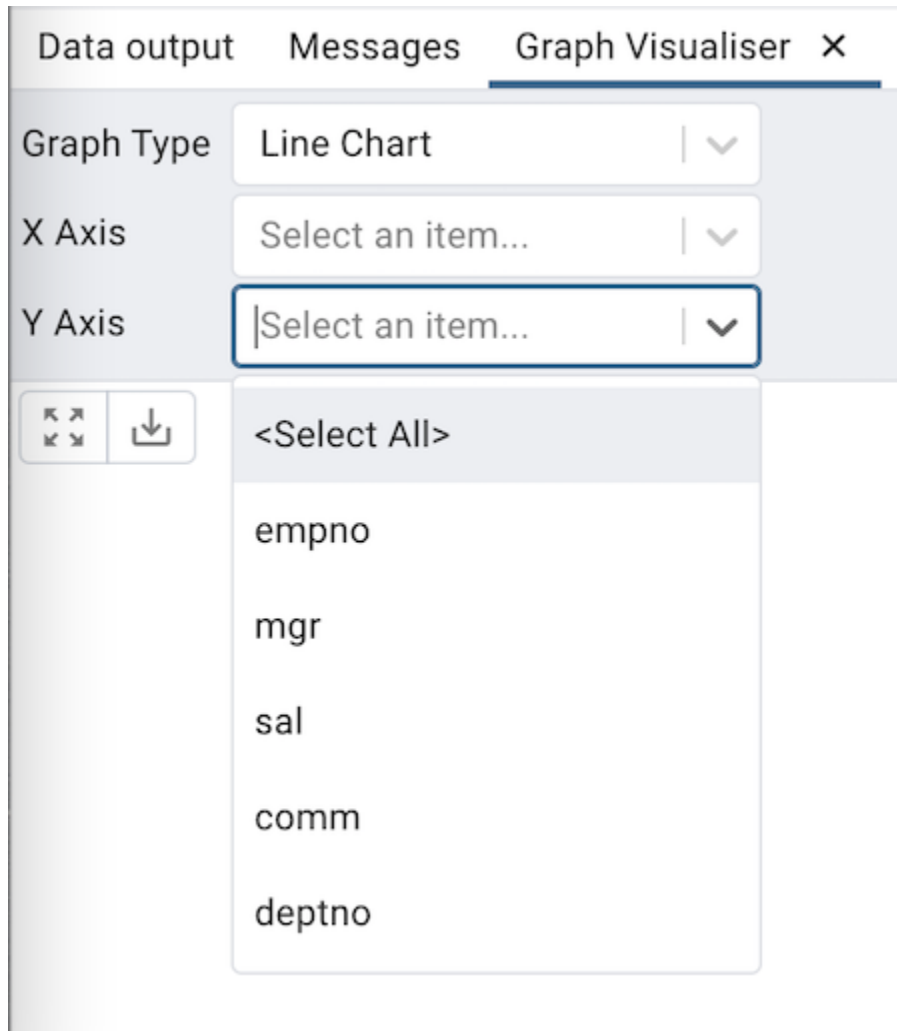 Data output Messages Graph Visualiser ×
Graph Type Line Chart
X Axis Select an item...
Y Axis Select an item...
<Select All>
empno
mgr
sal
comm
deptno